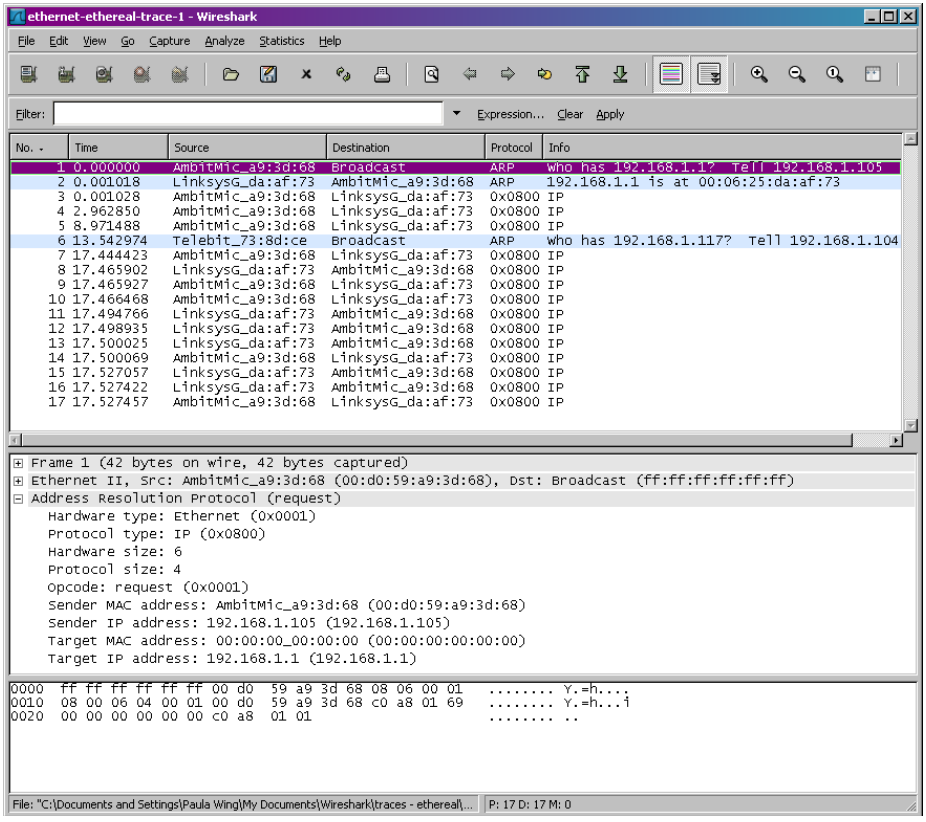 ethernet-ethereal-trace-1 - Wireshark
File Edit View Go Capture Analyze Statistics Help
Filter: Expression... Clear Apply
No. Time Source Destination Protocol Info
1 0.000000 AmbitMic_a9:3d:68 Broadcast ARP Who has 192.168.1.1? Tell 192.168.1.105
2 0.001018 LinksysG_da:af:73 AmbitMic_a9:3d:68 ARP 192.168.1.1 is at 00:06:25:da:af:73
3 0.001028 AmbitMic_a9:3d:68 LinksysG_da:af:73 0x0800 IP
4 2.962850 AmbitMic_a9:3d:68 LinksysG_da:af:73 0x0800 IP
5 8.971488 AmbitMic_a9:3d:68 LinksysG_da:af:73 0x0800 IP
6 13.542974 Telebit_73:8d:ce Broadcast ARP Who has 192.168.1.117? Tell 192.168.1.104
7 17.444423 AmbitMic_a9:3d:68 LinksysG_da:af:73 0x0800 IP
8 17.465902 LinksysG_da:af:73 AmbitMic_a9:3d:68 0x0800 IP
9 17.465927 AmbitMic_a9:3d:68 LinksysG_da:af:73 0x0800 IP
10 17.466468 AmbitMic_a9:3d:68 LinksysG_da:af:73 0x0800 IP
11 17.494766 LinksysG_da:af:73 AmbitMic_a9:3d:68 0x0800 IP
12 17.498935 LinksysG_da:af:73 AmbitMic_a9:3d:68 0x0800 IP
13 17.500025 LinksysG_da:af:73 AmbitMic_a9:3d:68 0x0800 IP
14 17.500069 AmbitMic_a9:3d:68 LinksysG_da:af:73 0x0800 IP
15 17.527057 LinksysG_da:af:73 AmbitMic_a9:3d:68 0x0800 IP
16 17.527422 LinksysG_da:af:73 AmbitMic_a9:3d:68 0x0800 IP
17 17.527457 AmbitMic_a9:3d:68 LinksysG_da:af:73 0x0800 IP
Frame 1 (42 bytes on wire, 42 bytes captured)
Ethernet II, Src: AmbitMic_a9:3d:68 (00:d0:59:a9:3d:68), Dst: Broadcast (ff:ff:ff:ff:ff:ff)
Address Resolution Protocol (request)
Hardware type: Ethernet (0x0001)
Protocol type: IP (0x0800)
Hardware size: 6
Protocol size: 4
Opcode: request (0x0001)
Sender MAC address: AmbitMic_a9:3d:68 (00:d0:59:a9:3d:68)
Sender IP address: 192.168.1.105 (192.168.1.105)
Target MAC address: 00:00:00_00:00:00 (00:00:00:00:00:00)
Target IP address: 192.168.1.1 (192.168.1.1)
0000 ff ff ff ff ff ff 00 d0 59 a9 3d 68 08 06 00 01 ........ Y.=h....
0010 08 00 06 04 00 01 00 d0 59 a9 3d 68 c0 a8 01 69 ........ Y.=h...i
0020 00 00 00 00 00 00 c0 a8 01 01 ........ ..
File: "C:\Documents and Settings\Paula Wing\My Documents\Wireshark\traces - ethereal\... P: 17 D: 17 M: 0